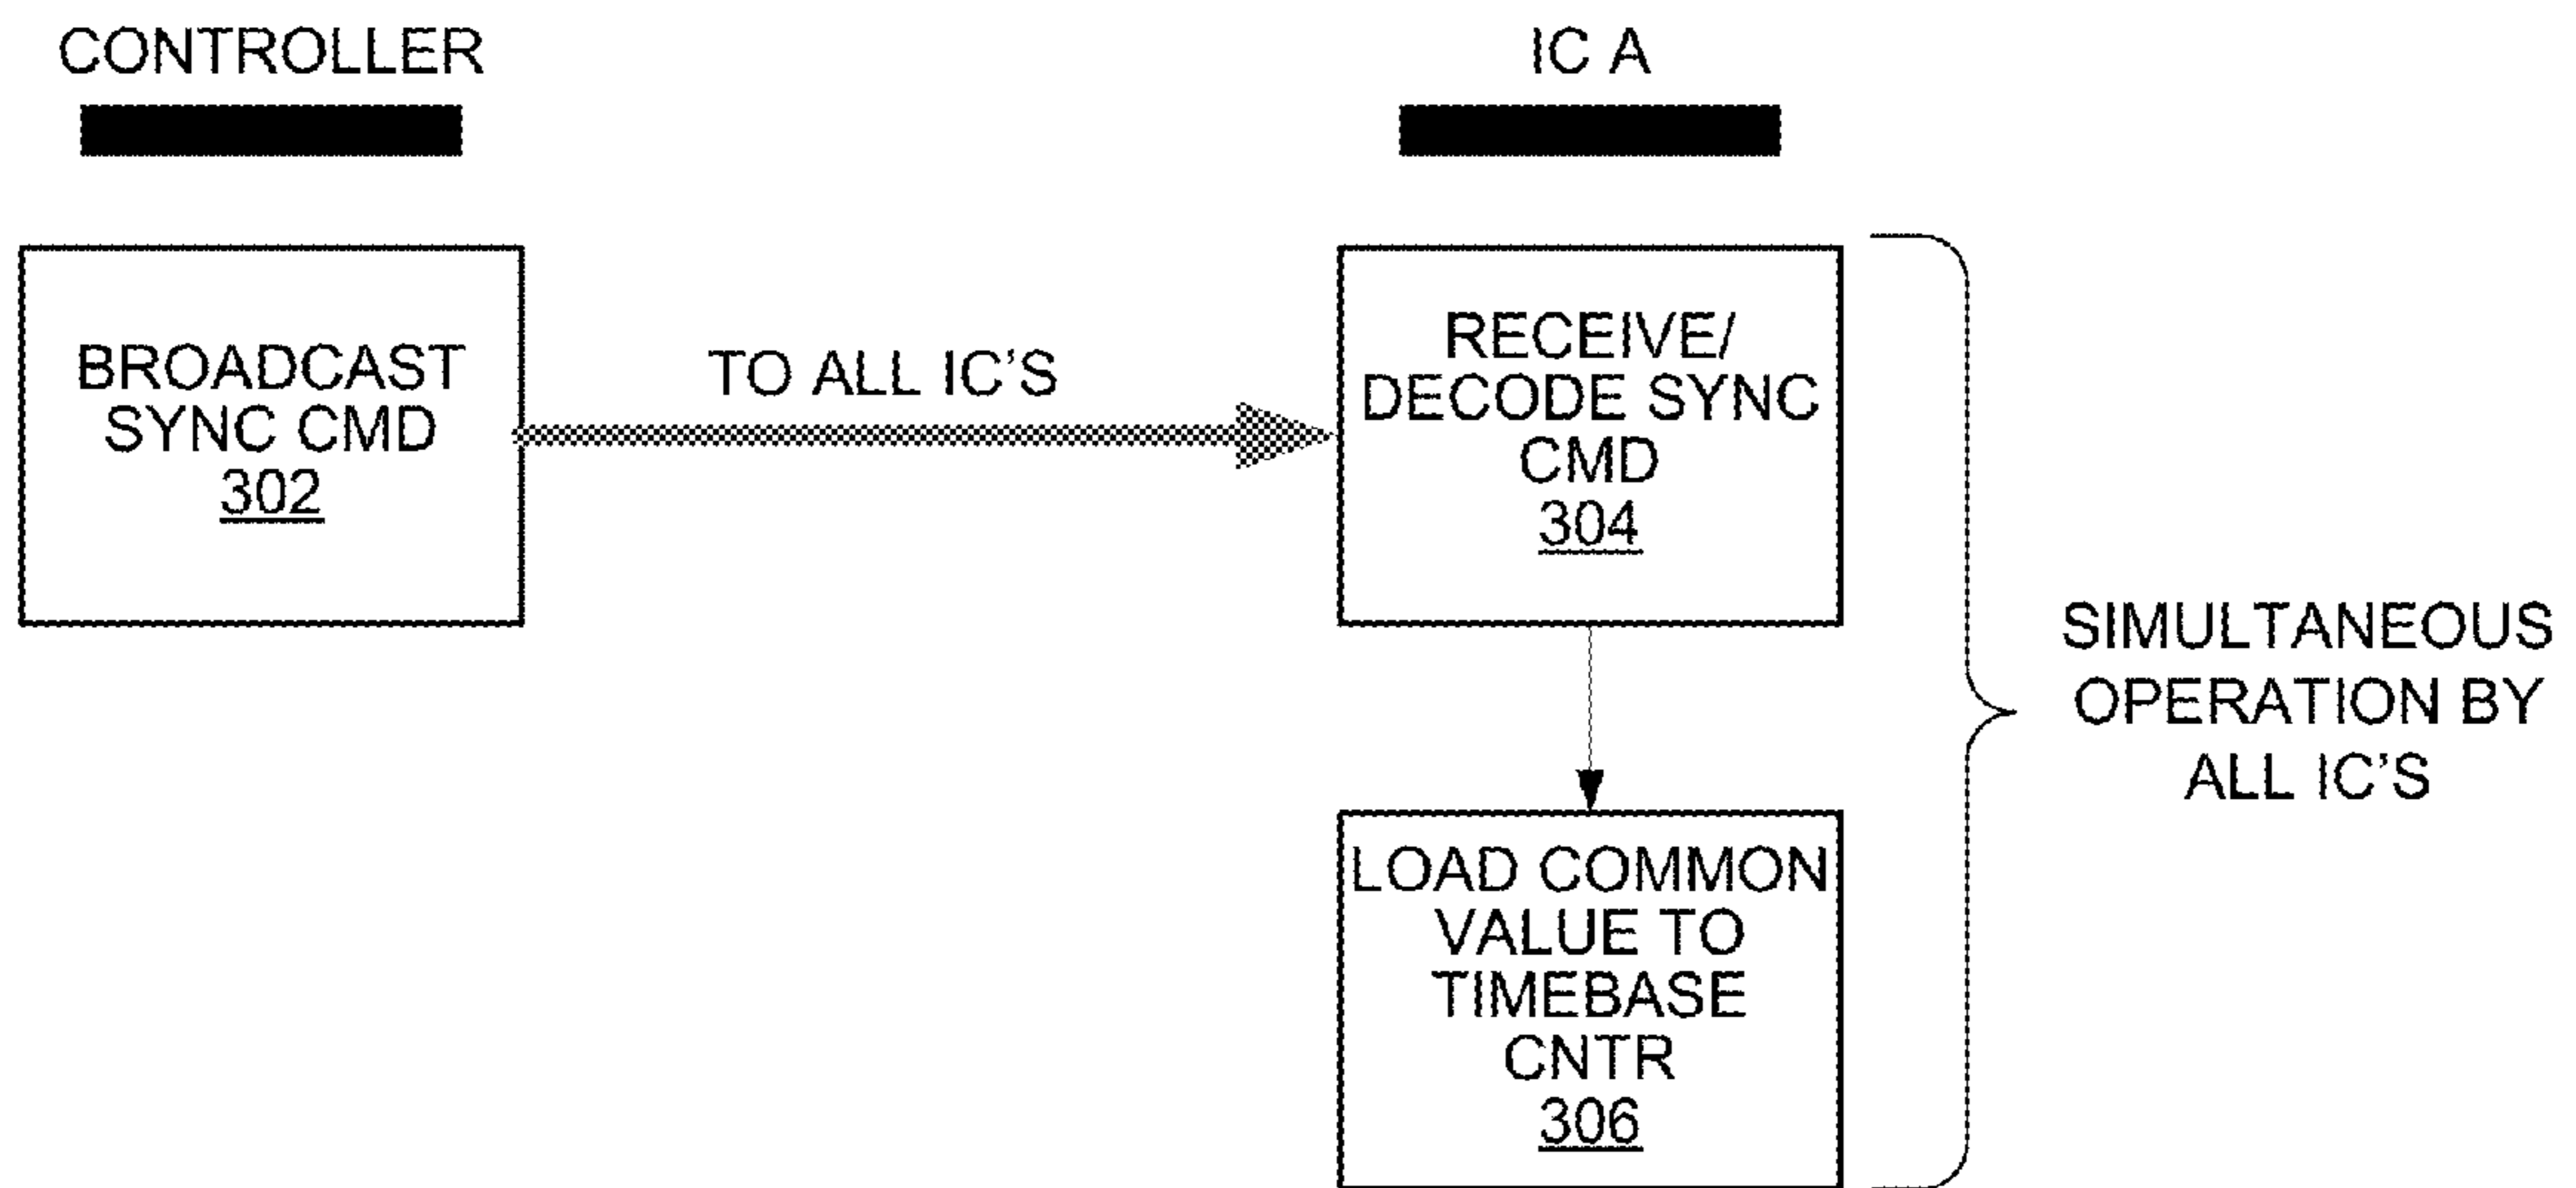 CONTROLLER
IC A
BROADCAST
SYNC CMD
302
TO ALL IC'S
RECEIVE/
DECODE SYNC
CMD
304
LOAD COMMON
VALUE TO
TIMEBASE
CNTR
306
SIMULTANEOUS
OPERATION BY
ALL IC'S